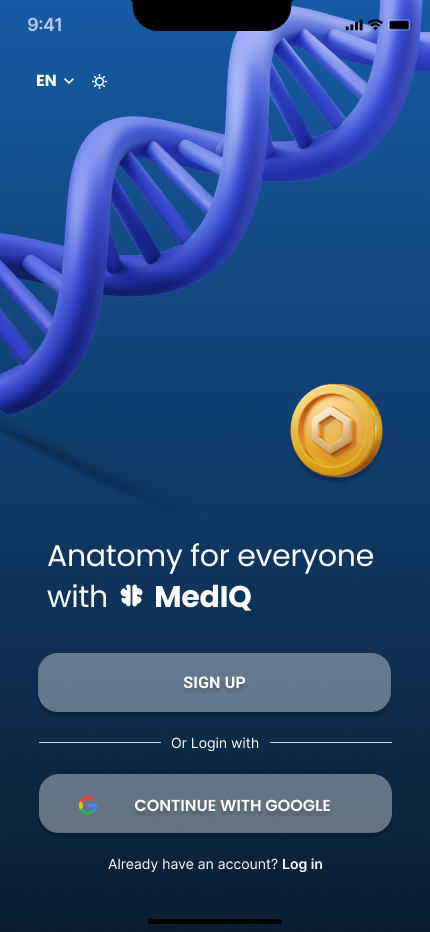 9:41
EN
Anatomy for everyone
with MedIQ
SIGN UP
Or Login with
CONTINUE WITH GOOGLE
Already have an account? Log in